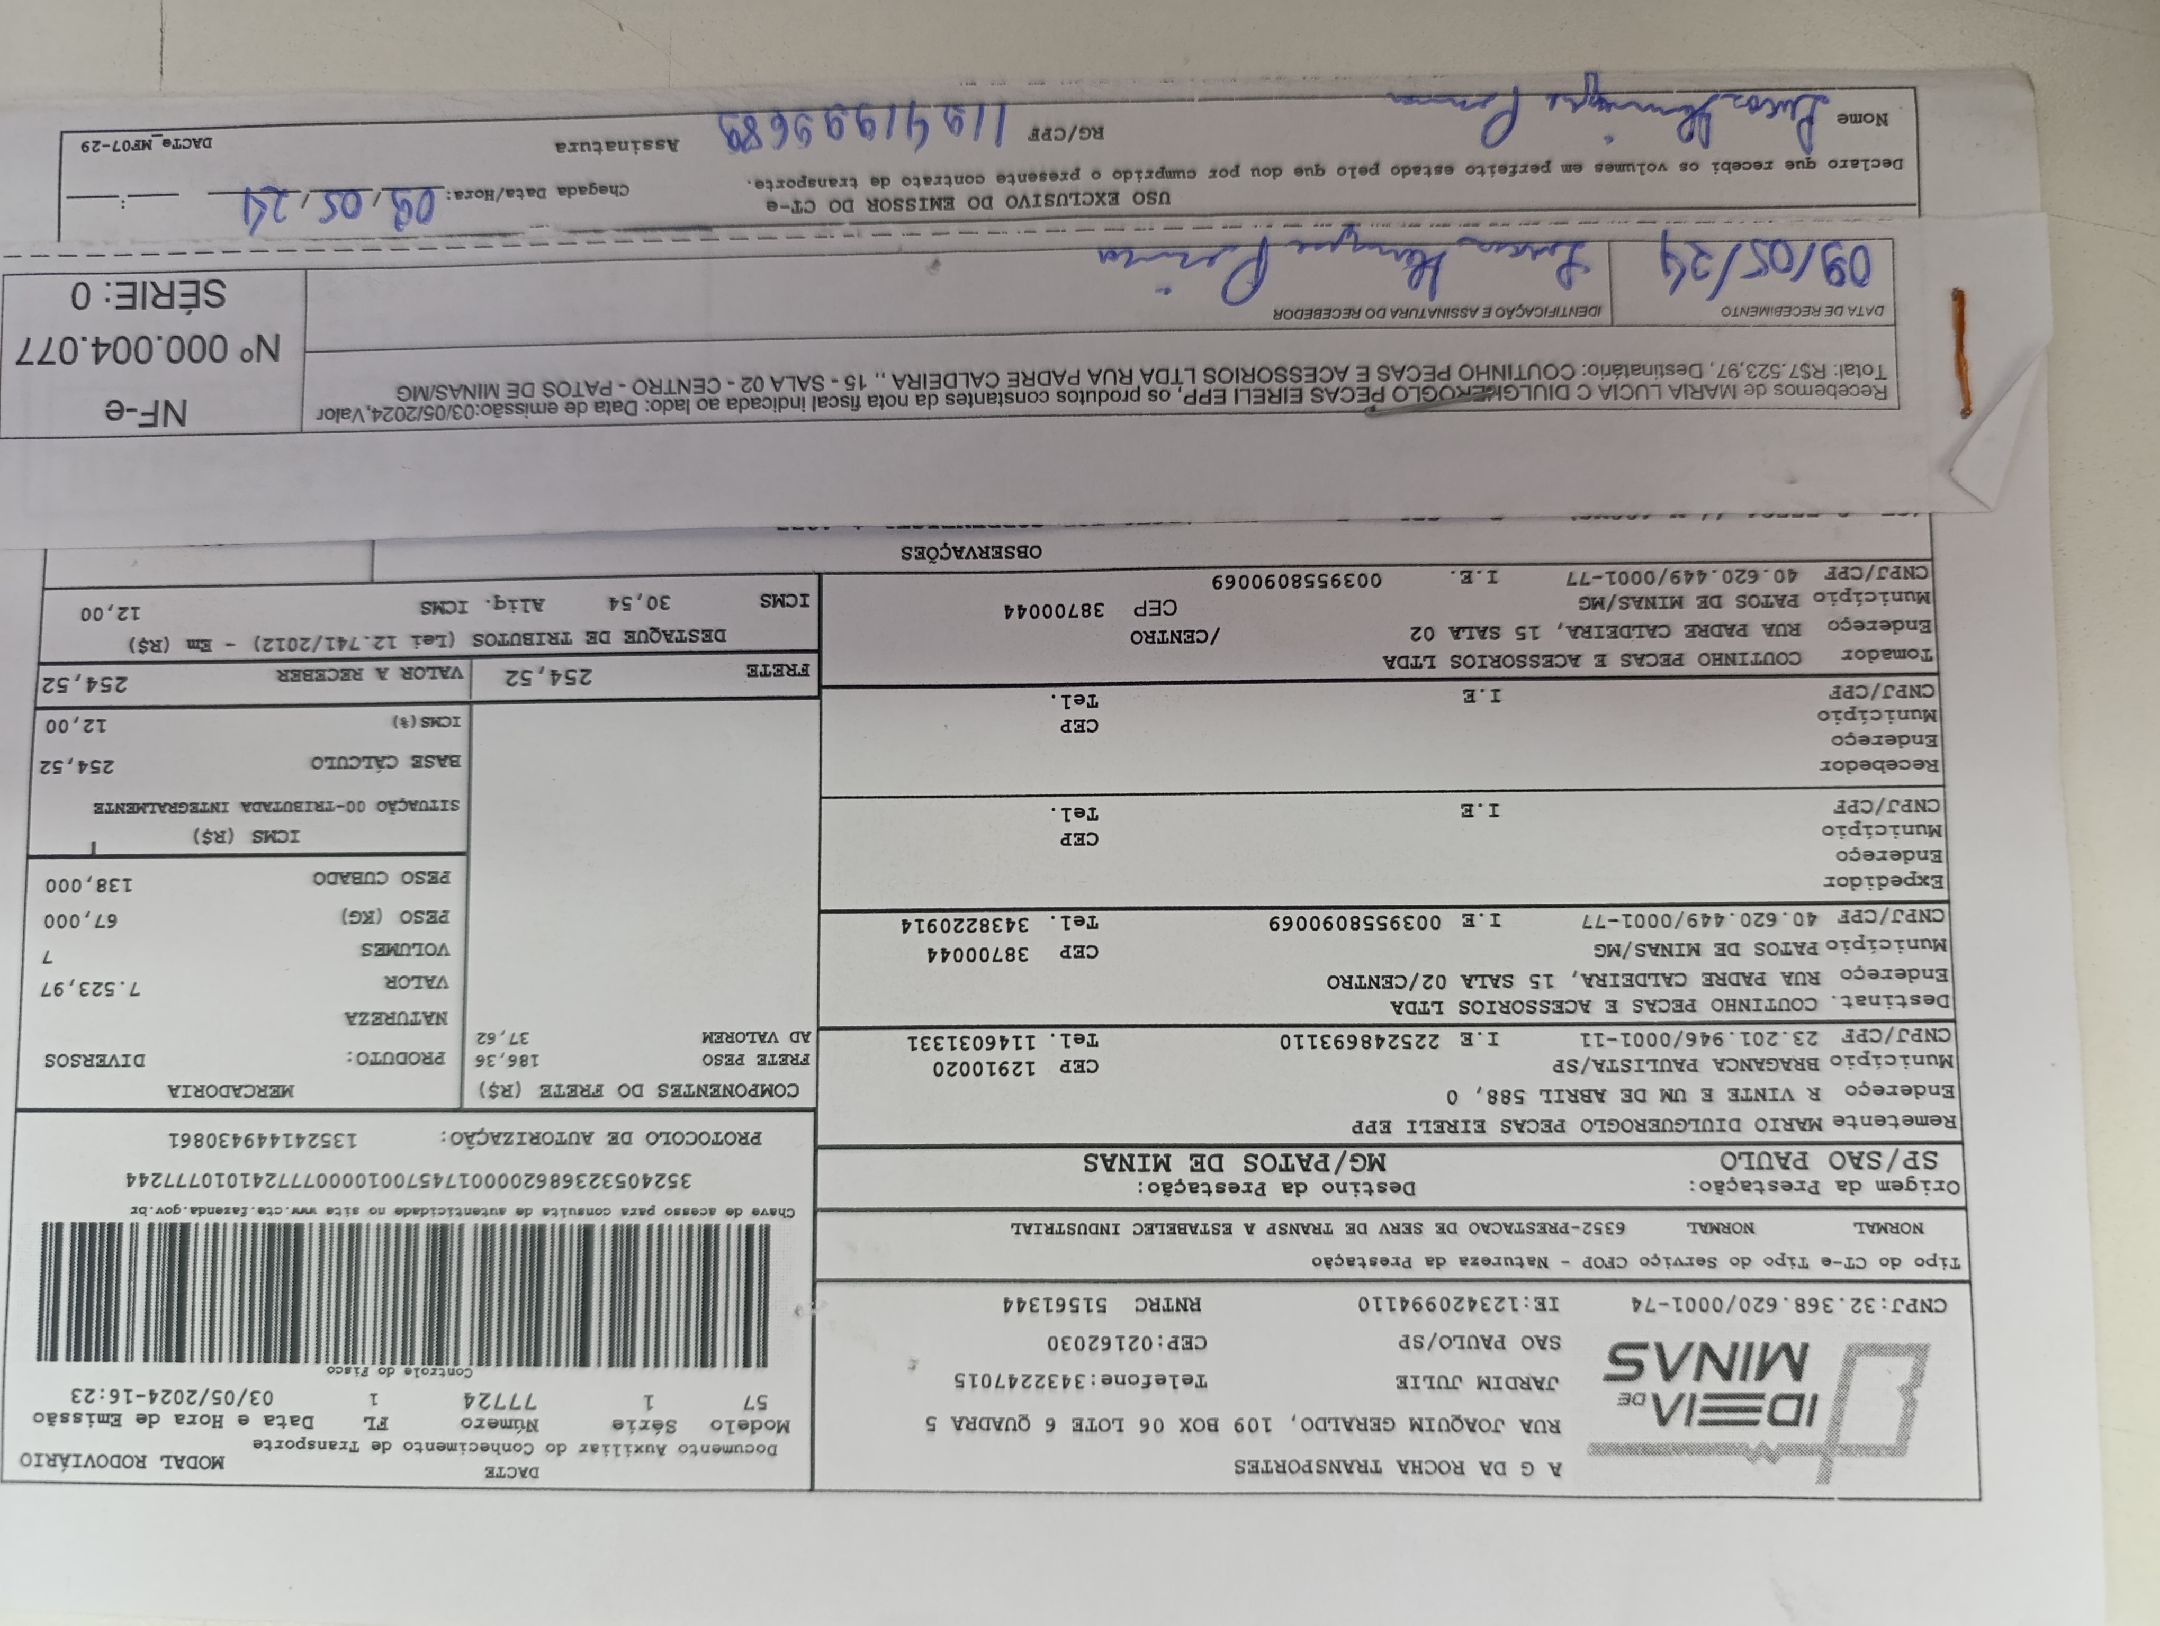 A G DA ROCHA TRANSPORTES
IDEIA DE MINAS
RUA JOAQUIM GERALDO, 109 BOX 06 LOTE 6 QUADRA 5
JARDIM JULIE Telefone:3432247015
SAO PAULO/SP CEP:02162030
CNPJ:32.368.620/0001-74 IE:123420994110 RNTRC 51561344
DACTE MODAL RODOVIÁRIO
Documento Auxiliar do Conhecimento de Transporte
Modelo Série Número FL Data e Hora de Emissão
57 1 77724 1 03/05/2024-16:23
Controle do Fisco
Chave de acesso para consulta de autenticidade no site www.cte.fazenda.gov.br
35240532368620000174570010000777241010777244
PROTOCOLO DE AUTORIZAÇÃO: 135241449430861
Tipo do CT-e Tipo do Serviço CFOP - Natureza da Prestação
NORMAL NORMAL 6352-PRESTACAO DE SERV DE TRANSP A ESTABELEC INDUSTRIAL
Origem da Prestação: Destino da Prestação:
SP/SAO PAULO MG/PATOS DE MINAS
Remetente MARIO DIULGUEROGLO PECAS EIRELI EPP
Endereço R VINTE E UM DE ABRIL 588, 0
Município BRAGANCA PAULISTA/SP CEP 12910020
CNPJ/CPF 23.201.946/0001-11 I.E 225248693110 Tel. 1146031331
Destinat. COUTINHO PECAS E ACESSORIOS LTDA
Endereço RUA PADRE CALDEIRA, 15 SALA 02/CENTRO
Município PATOS DE MINAS/MG CEP 38700044
CNPJ/CPF 40.620.449/0001-77 I.E 0039558090069 Tel. 3438220914
Expedidor
Endereço
Município CEP
CNPJ/CPF I.E Tel.
Recebedor
Endereço
Município CEP
CNPJ/CPF I.E Tel.
Tomador COUTINHO PECAS E ACESSORIOS LTDA
Endereço RUA PADRE CALDEIRA, 15 SALA 02 /CENTRO
Município PATOS DE MINAS/MG CEP 38700044
CNPJ/CPF 40.620.449/0001-77 I.E. 0039558090069
COMPONENTES DO FRETE (R$)
FRETE PESO 186,36
AD VALOREM 37,62
MERCADORIA
PRODUTO: DIVERSOS
NATUREZA
VALOR 7.523,97
VOLUMES 7
PESO (KG) 67,000
PESO CUBADO 138,000
ICMS (R$)
SITUAÇÃO 00-TRIBUTADA INTEGRALMENTE
BASE CÁLCULO 254,52
ICMS(%) 12,00
FRETE 254,52 VALOR A RECEBER 254,52
DESTAQUE DE TRIBUTOS (Lei 12.741/2012) - Em (R$)
ICMS 30,54 Aliq. ICMS 12,00
OBSERVAÇÕES
Recebemos de MARIA LUCIA C DIULGHEROGLO PECAS EIRELI EPP, os produtos constantes da nota fiscal indicada ao lado: Data de emissão:03/05/2024,Valor
Total: R$7.523,97, Destinatário: COUTINHO PECAS E ACESSORIOS LTDA RUA PADRE CALDEIRA ,, 15 - SALA 02 - CENTRO - PATOS DE MINAS/MG
NF-e
Nº 000.004.077
SÉRIE: 0
DATA DE RECEBIMENTO IDENTIFICAÇÃO E ASSINATURA DO RECEBEDOR
09/05/24 Lucas Henrique Pereira
USO EXCLUSIVO DO EMISSOR DO CT-e
Declaro que recebi os volumes em perfeito estado pelo que dou por cumprido o presente contrato de transporte.
Chegada Data/Hora: 09/05/24 __:__
Nome Lucas Henrique Pereira RG/CPF 11941999689 Assinatura
DACTe_MF07-29